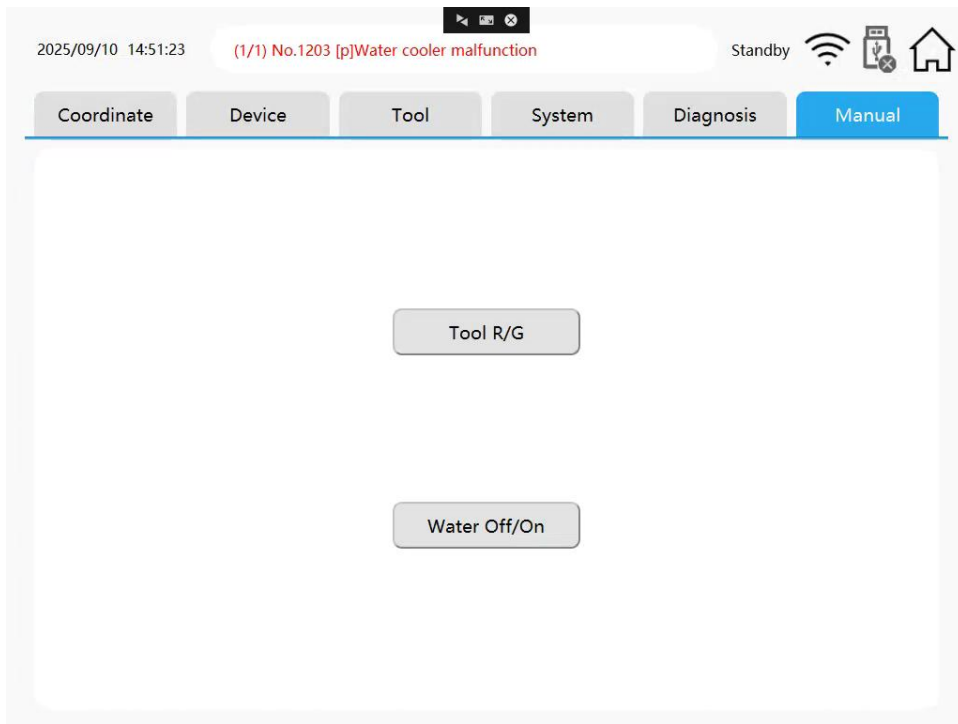 2025/09/10 14:51:23 (1/1) No.1203 [p]Water cooler malfunction Standby
Coordinate Device Tool System Diagnosis Manual
Tool R/G
Water Off/On